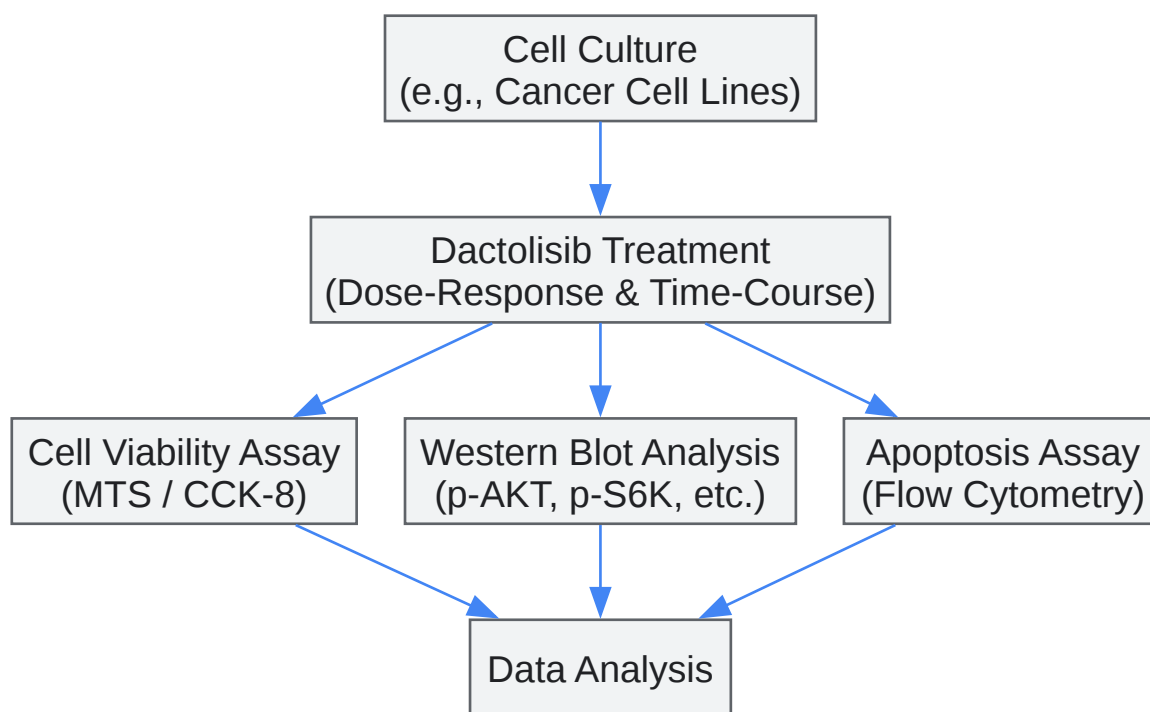 Cell Culture
(e.g., Cancer Cell Lines)
Dactolisib Treatment
(Dose-Response & Time-Course)
Cell Viability Assay
(MTS / CCK-8)
Western Blot Analysis
(p-AKT, p-S6K, etc.)
Apoptosis Assay
(Flow Cytometry)
Data Analysis